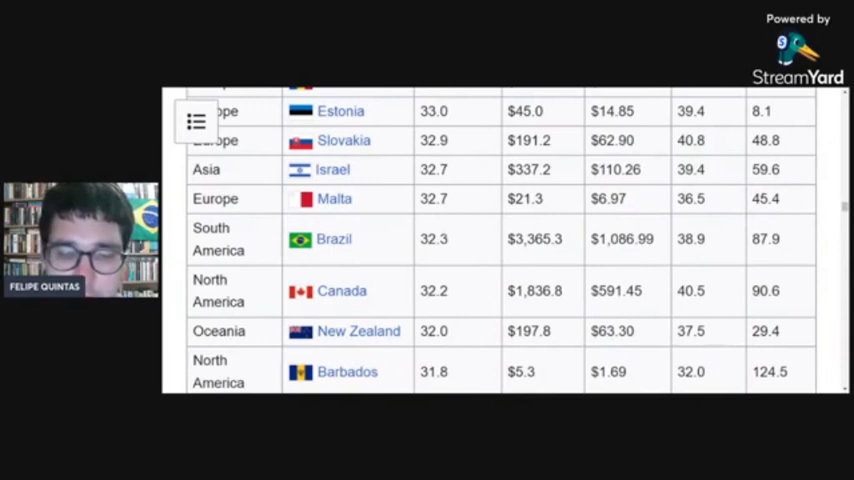 Powered by
StreamYard
ope Estonia 33.0 $45.0 $14.85 39.4 8.1
ope Slovakia 32.9 $191.2 $62.90 40.8 48.8
Asia Israel 32.7 $337.2 $110.26 39.4 59.6
Europe Malta 32.7 $21.3 $6.97 36.5 45.4
South
America Brazil 32.3 $3,365.3 $1,086.99 38.9 87.9
North
America Canada 32.2 $1,836.8 $591.45 40.5 90.6
Oceania New Zealand 32.0 $197.8 $63.30 37.5 29.4
North
America Barbados 31.8 $5.3 $1.69 32.0 124.5
FELIPE QUINTAS